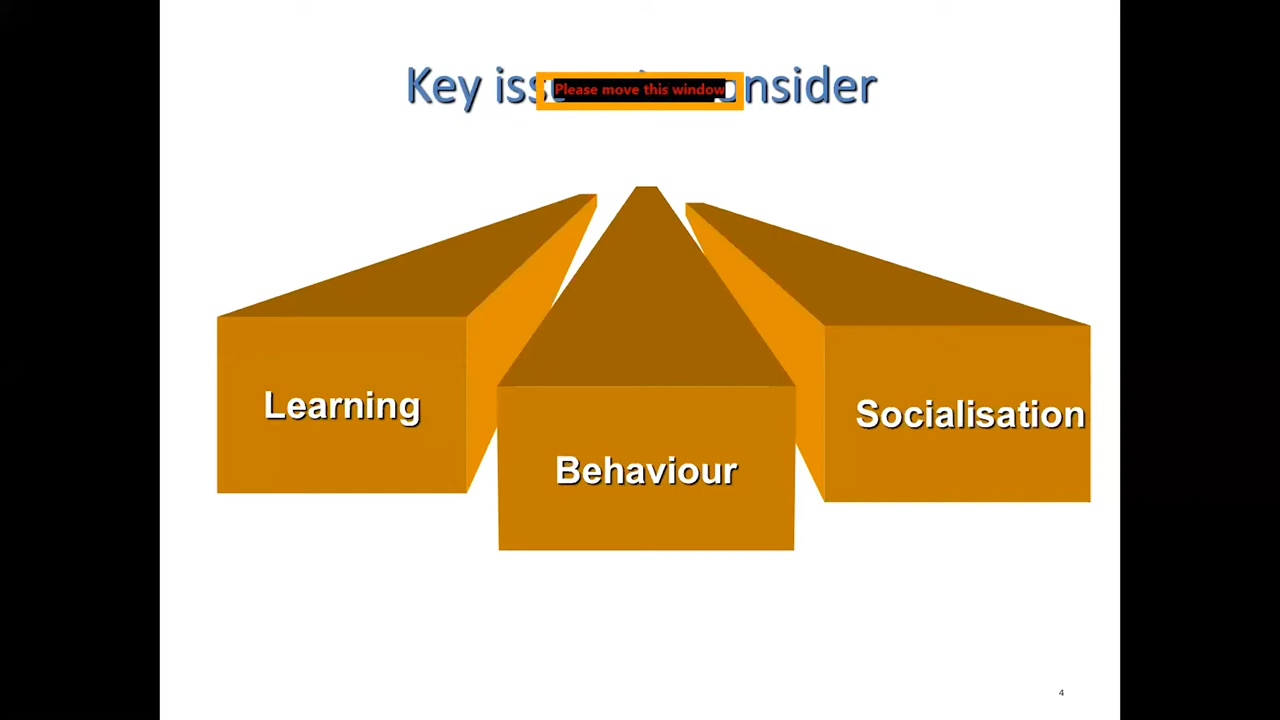 Key iss nsider
Please move this window
Learning
Socialisation
Behaviour
4